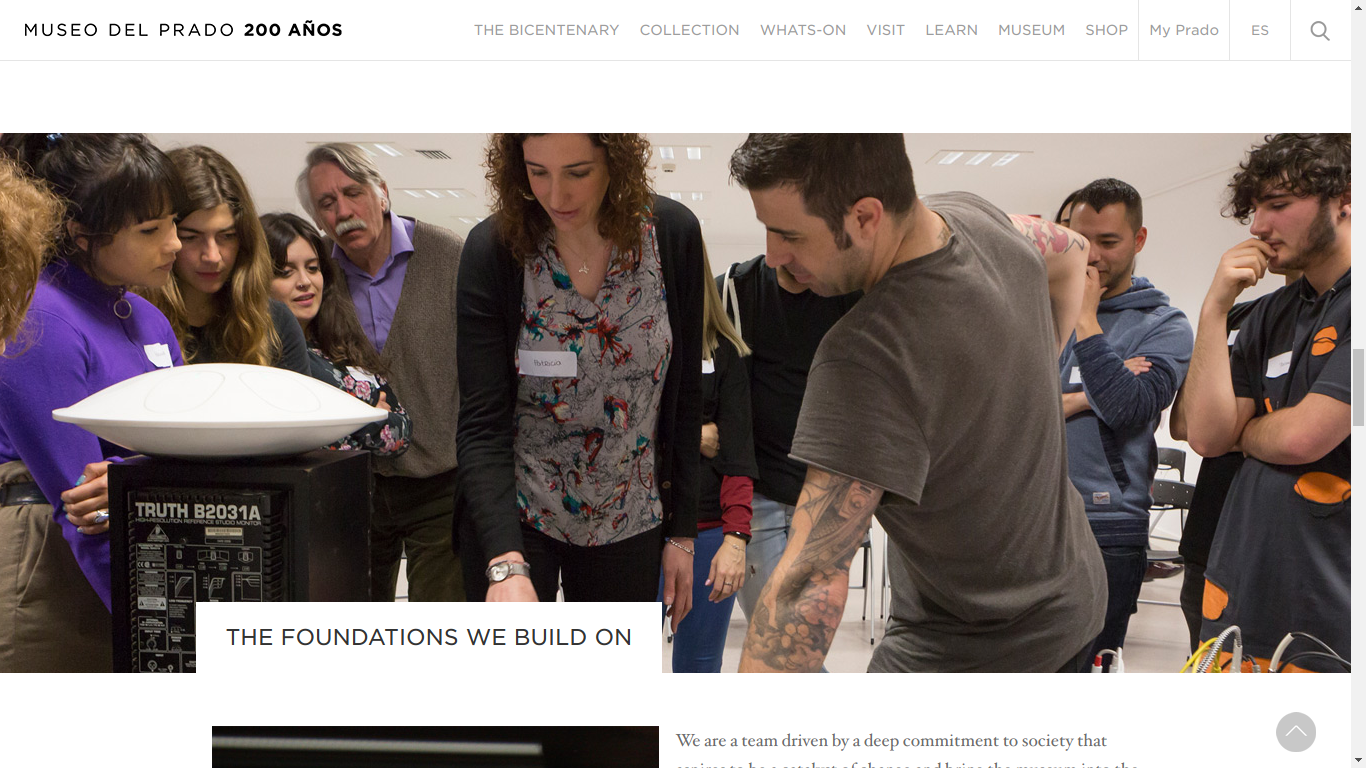 MUSEO DEL PRADO 200 AÑOS
THE BICENTENARY
COLLECTION
WHATS-ON
VISIT
LEARN
MUSEUM
SHOP
My Prado
ES
Patricia
TRUTH B2031A
HIGH-RESOLUTION REFERENCE STUDIO MONITOR
THE FOUNDATIONS WE BUILD ON
We are a team driven by a deep commitment to society that